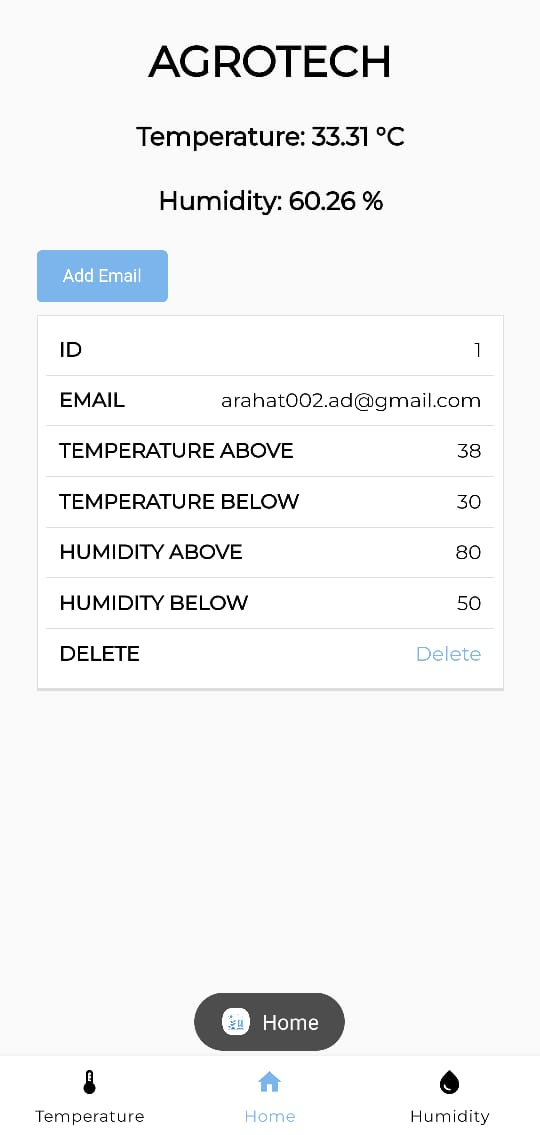 AGROTECH
Temperature: 33.31 °C
Humidity: 60.26 %
Add Email
ID 1
EMAIL arahat002.ad@gmail.com
TEMPERATURE ABOVE 38
TEMPERATURE BELOW 30
HUMIDITY ABOVE 80
HUMIDITY BELOW 50
DELETE Delete
Home
Temperature Home Humidity